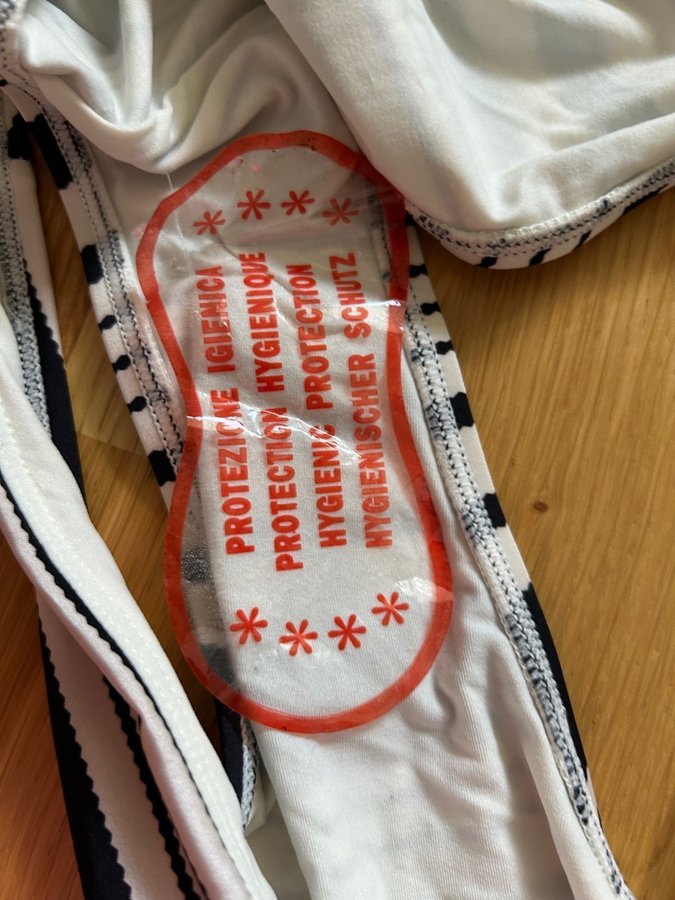 ****
PROTEZIONE IGIENICA
PROTECTION HYGIENIQUE
HYGIENIC PROTECTION
HYGIENISCHER SCHUTZ
****